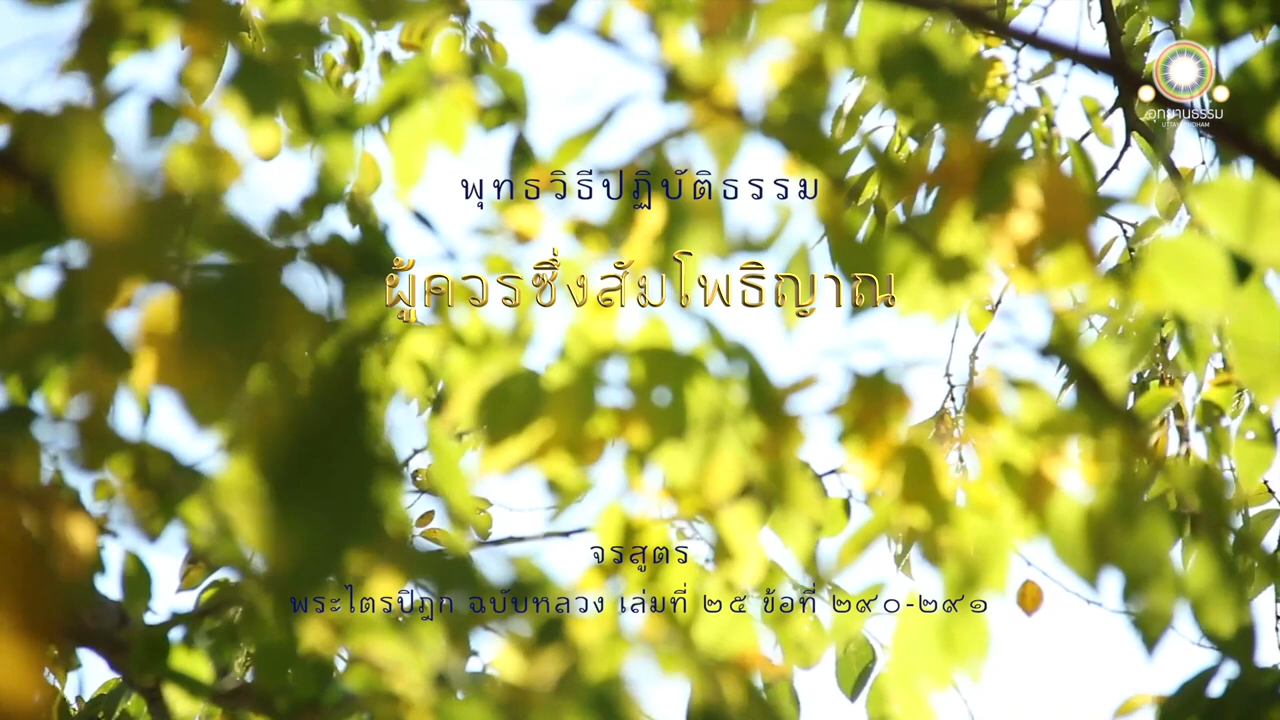 อุทยานธรรม
พุทธวิธีปฏิบัติธรรม
ผู้ควรซึ่งสัมโพธิญาณ
จรสูตร
พระไตรปิฎก ฉบับหลวง เล่มที่ ๒๕ ข้อที่ ๒๙๐-๒๙๑